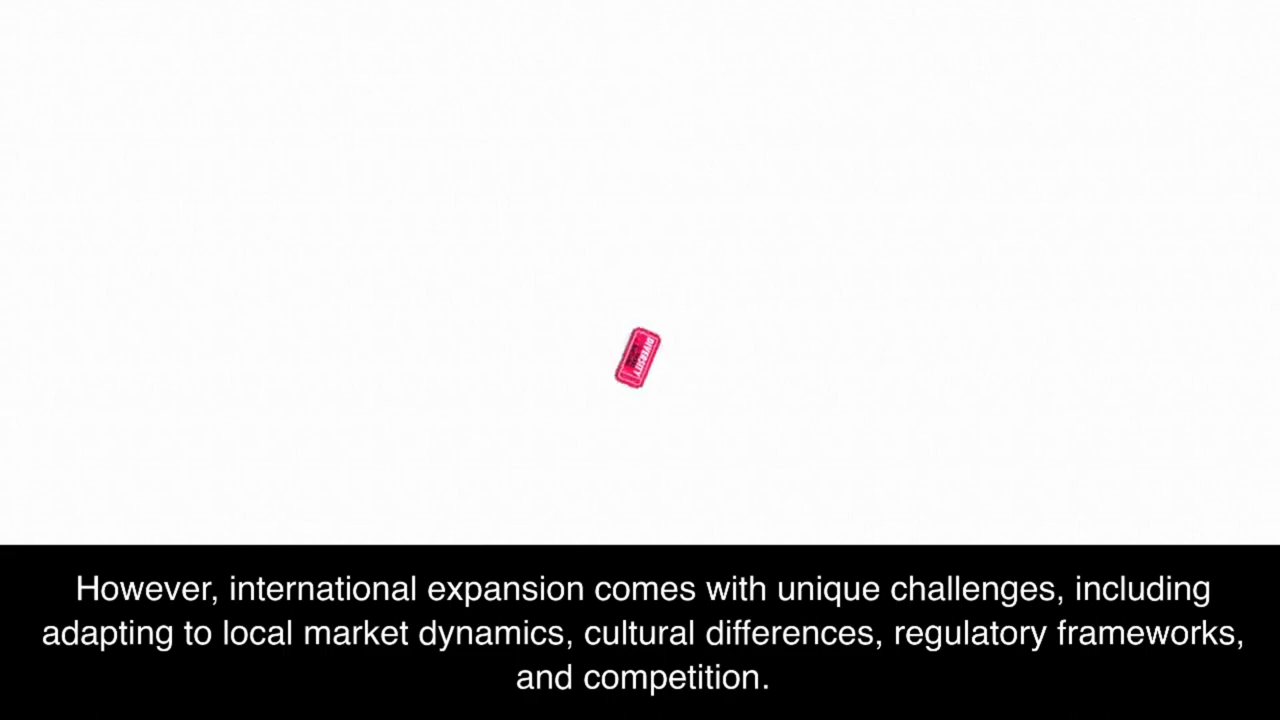 DIVERSITY
However, international expansion comes with unique challenges, including
adapting to local market dynamics, cultural differences, regulatory frameworks,
and competition.